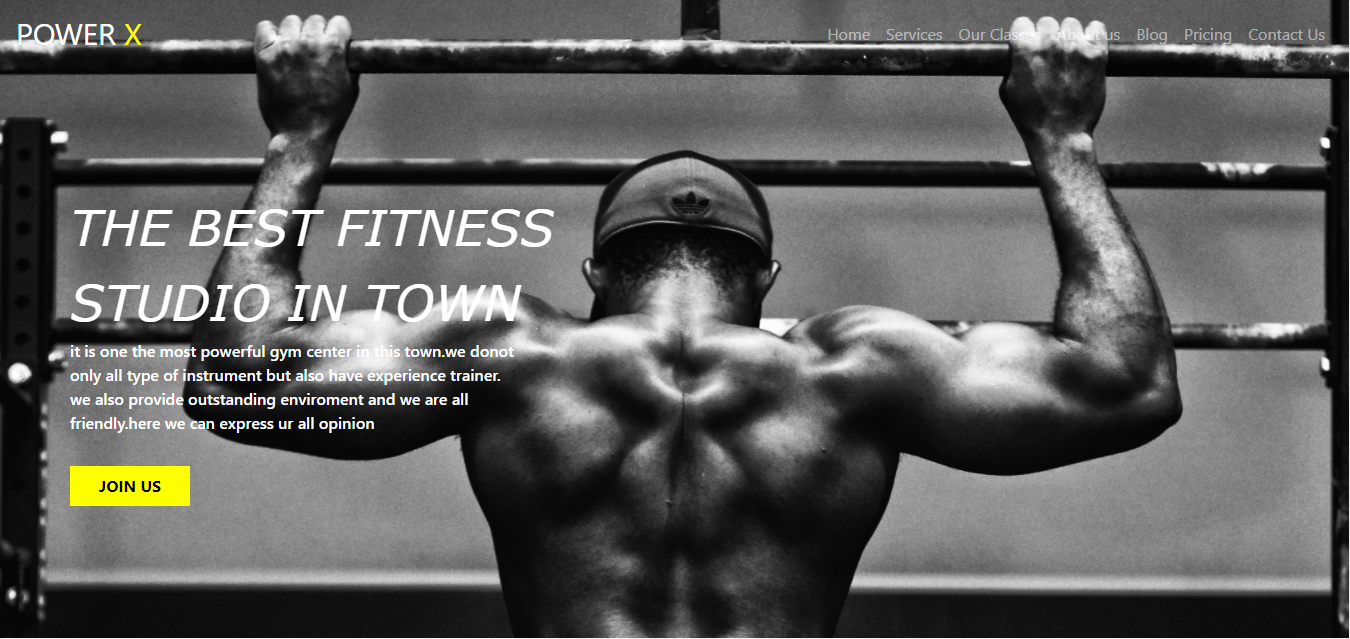 POWER X
Home Services Our Classes About us Blog Pricing Contact Us
THE BEST FITNESS
STUDIO IN TOWN
it is one the most powerful gym center in this town.we donot
only all type of instrument but also have experience trainer.
we also provide outstanding enviroment and we are all
friendly.here we can express ur all opinion
JOIN US